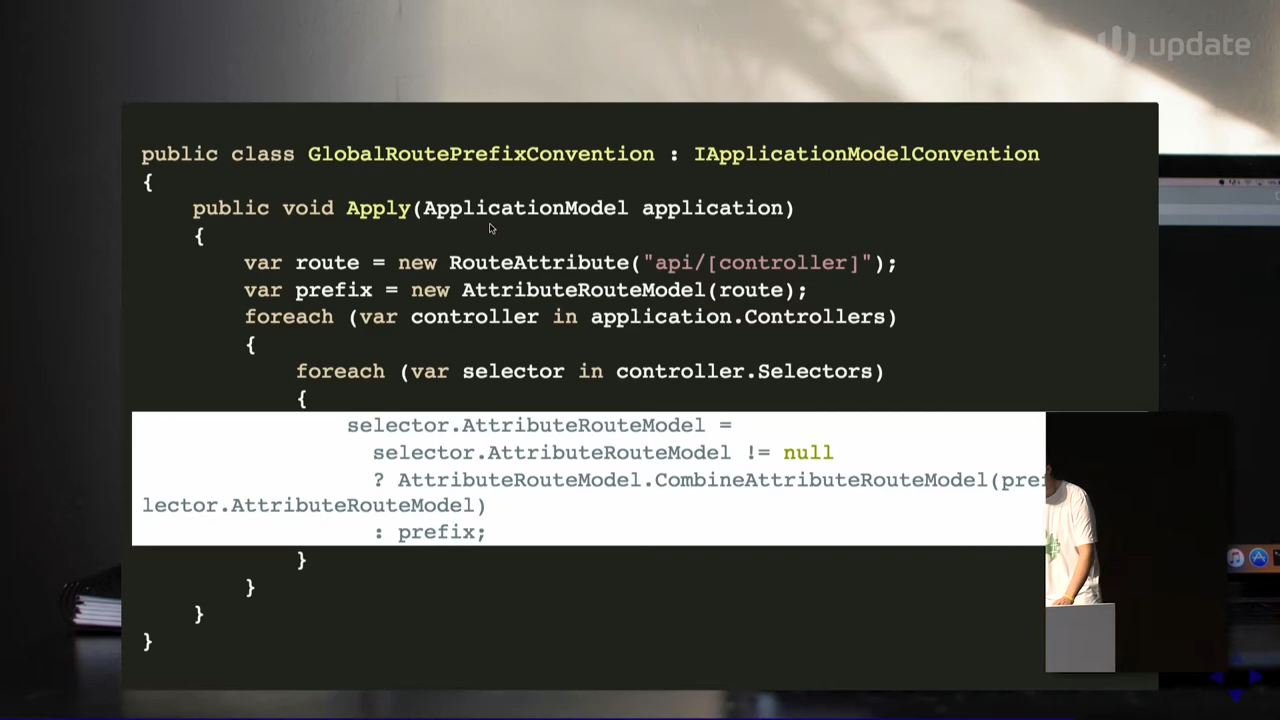 update
public class GlobalRoutePrefixConvention : IApplicationModelConvention
{
public void Apply(ApplicationModel application)
{
var route = new RouteAttribute("api/[controller]");
var prefix = new AttributeRouteModel(route);
foreach (var controller in application.Controllers)
{
foreach (var selector in controller.Selectors)
{
selector.AttributeRouteModel =
selector.AttributeRouteModel != null
? AttributeRouteModel.CombineAttributeRouteModel(pref
lector.AttributeRouteModel)
: prefix;
}
}
}
}